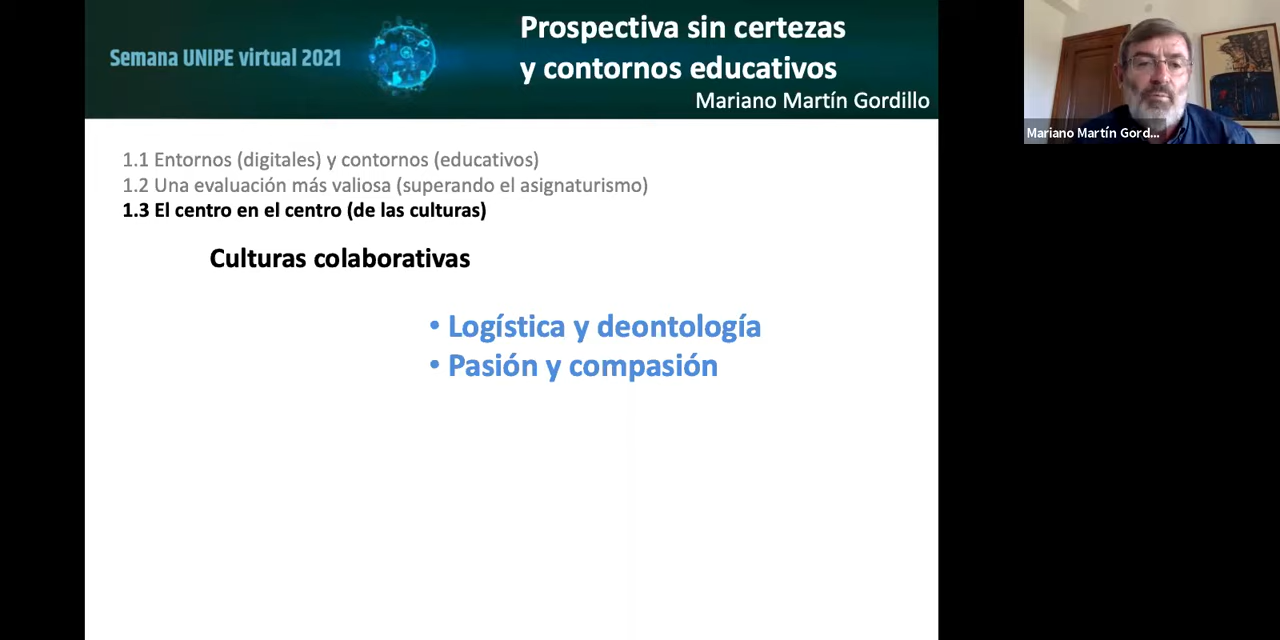 Semana UNIPE virtual 2021
Prospectiva sin certezas
y contornos educativos
Mariano Martín Gordillo
Mariano Martín Gord...
1.1 Entornos (digitales) y contornos (educativos)
1.2 Una evaluación más valiosa (superando el asignaturismo)
1.3 El centro en el centro (de las culturas)
Culturas colaborativas
• Logística y deontología
• Pasión y compasión